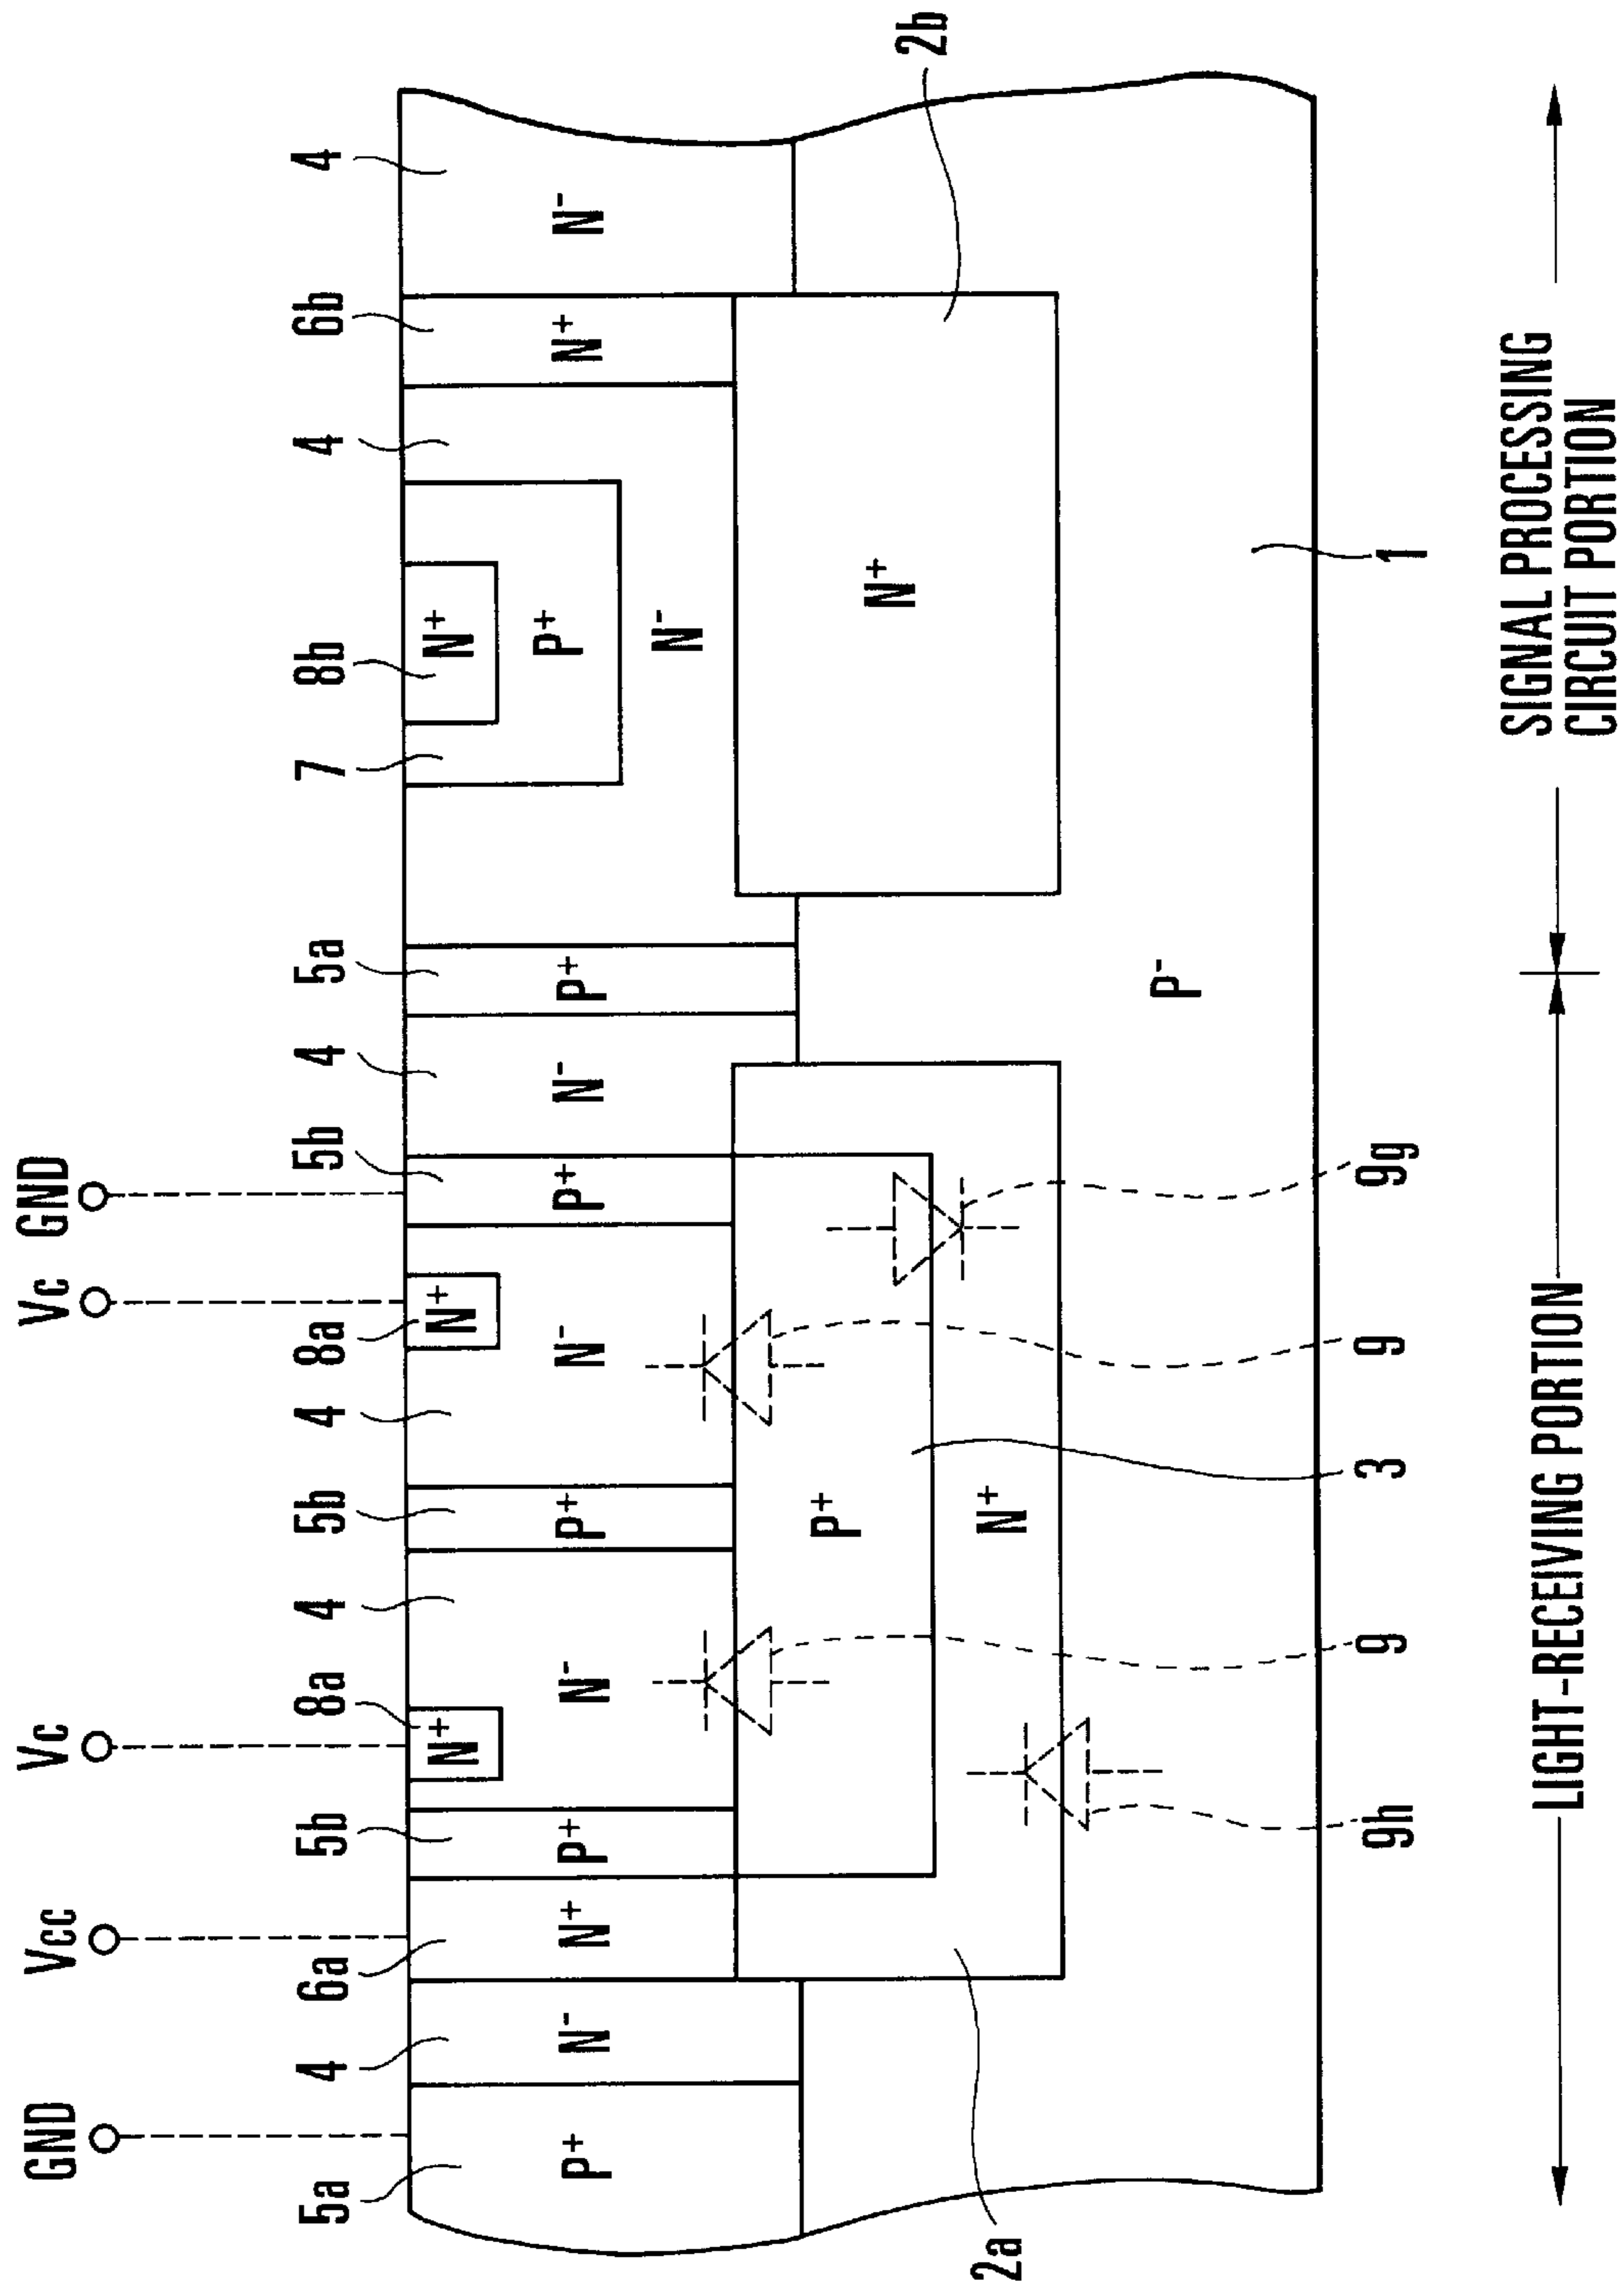 GND Vcc Vc Vc GND
5a 4 6a 5b 8a 4 5b 4 8a 5b 4 5a 7 8b 4 6b 4
N⁺ N⁺ N⁺
P⁺ N⁻ N⁺ P⁺ N⁻ P⁺ N⁻ P⁺ N⁻ P⁺ P⁺ N⁺ N⁻
N⁻
P⁺ N⁺
N⁺
P⁻
2a 9h 9 3 9 9g 1 2b
LIGHT-RECEIVING PORTION
SIGNAL PROCESSING
CIRCUIT PORTION